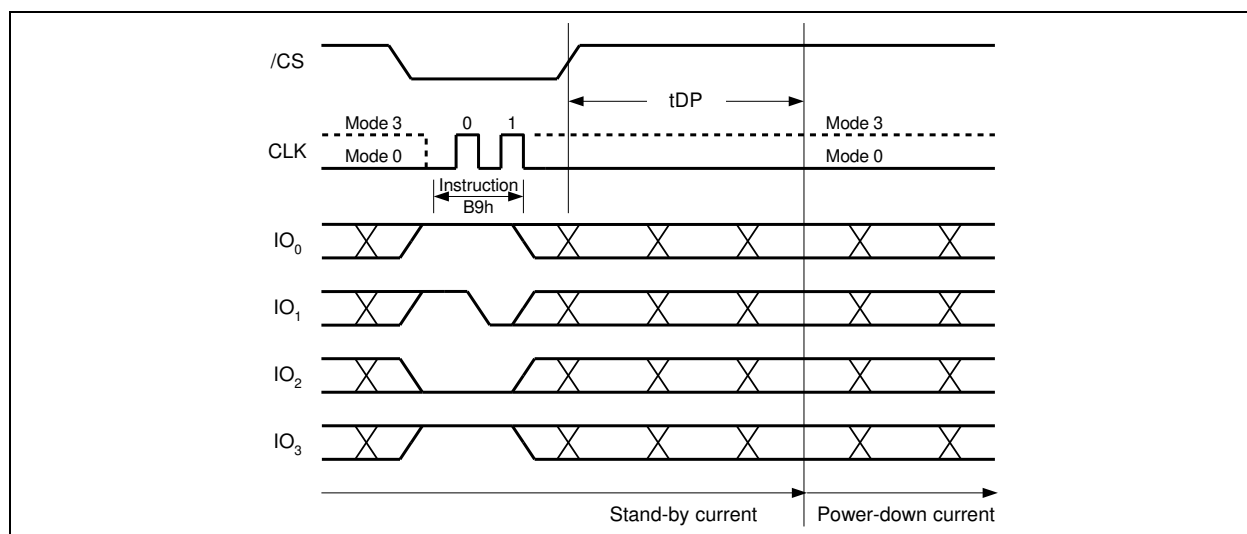 /CS
tDP
Mode 3 0 1 Mode 3
CLK
Mode 0 Mode 0
Instruction
B9h
IO0
IO1
IO2
IO3
Stand-by current Power-down current